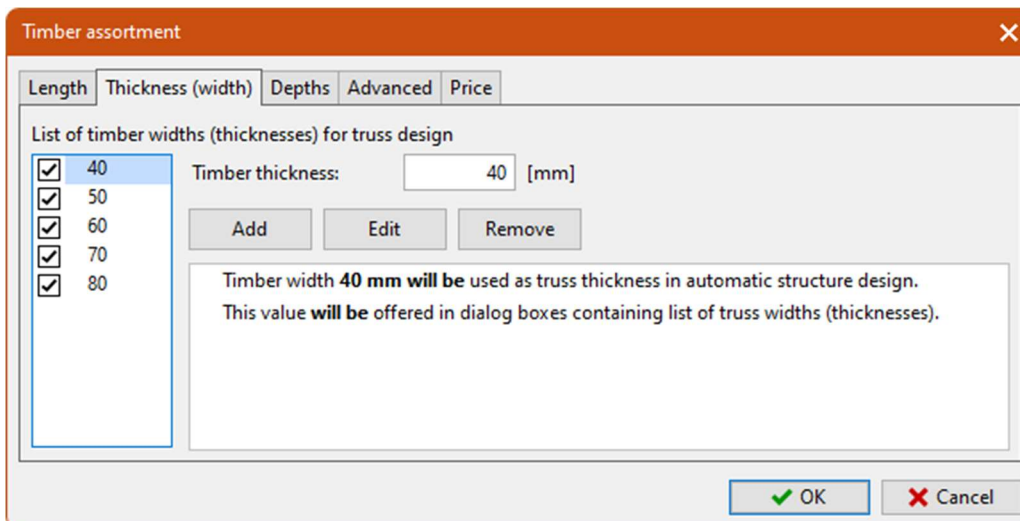 Timber assortment
Length Thickness (width) Depths Advanced Price
List of timber widths (thicknesses) for truss design
40
50
60
70
80
Timber thickness: 40 [mm]
Add Edit Remove
Timber width 40 mm will be used as truss thickness in automatic structure design.
This value will be offered in dialog boxes containing list of truss widths (thicknesses).
OK Cancel